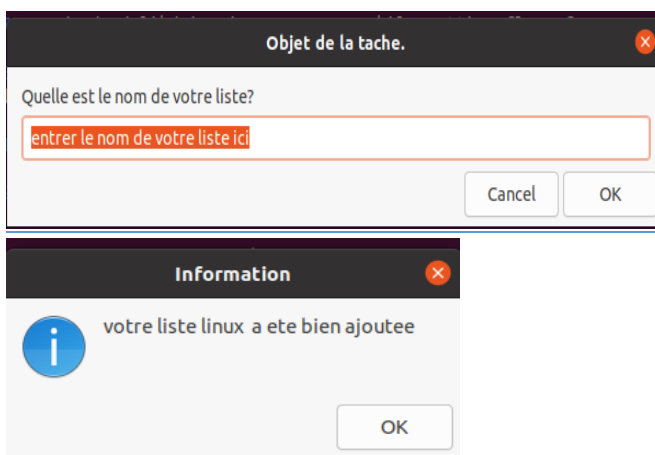 Objet de la tache.
Quelle est le nom de votre liste?
entrer le nom de votre liste ici
Cancel OK
Information
votre liste linux a ete bien ajoutee
OK